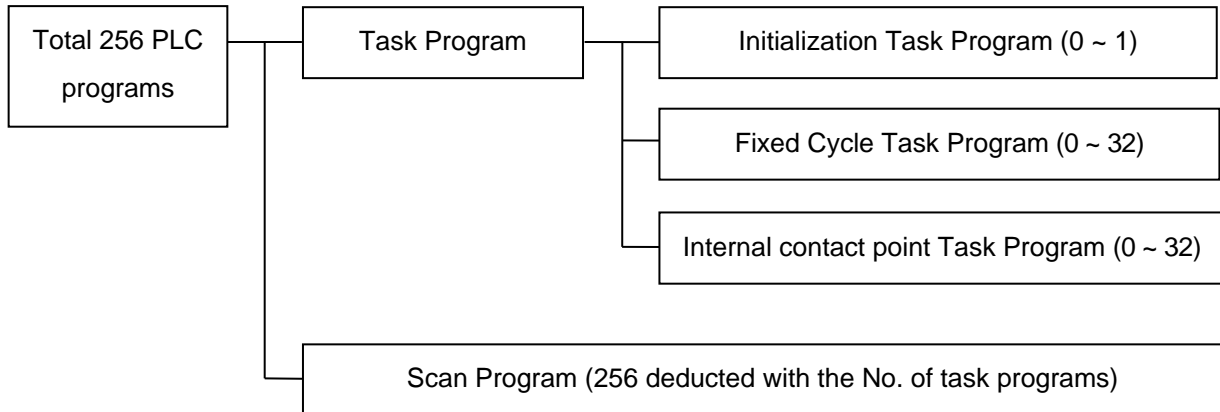 Total 256 PLC
programs
Task Program
Initialization Task Program (0 ~ 1)
Fixed Cycle Task Program (0 ~ 32)
Internal contact point Task Program (0 ~ 32)
Scan Program (256 deducted with the No. of task programs)